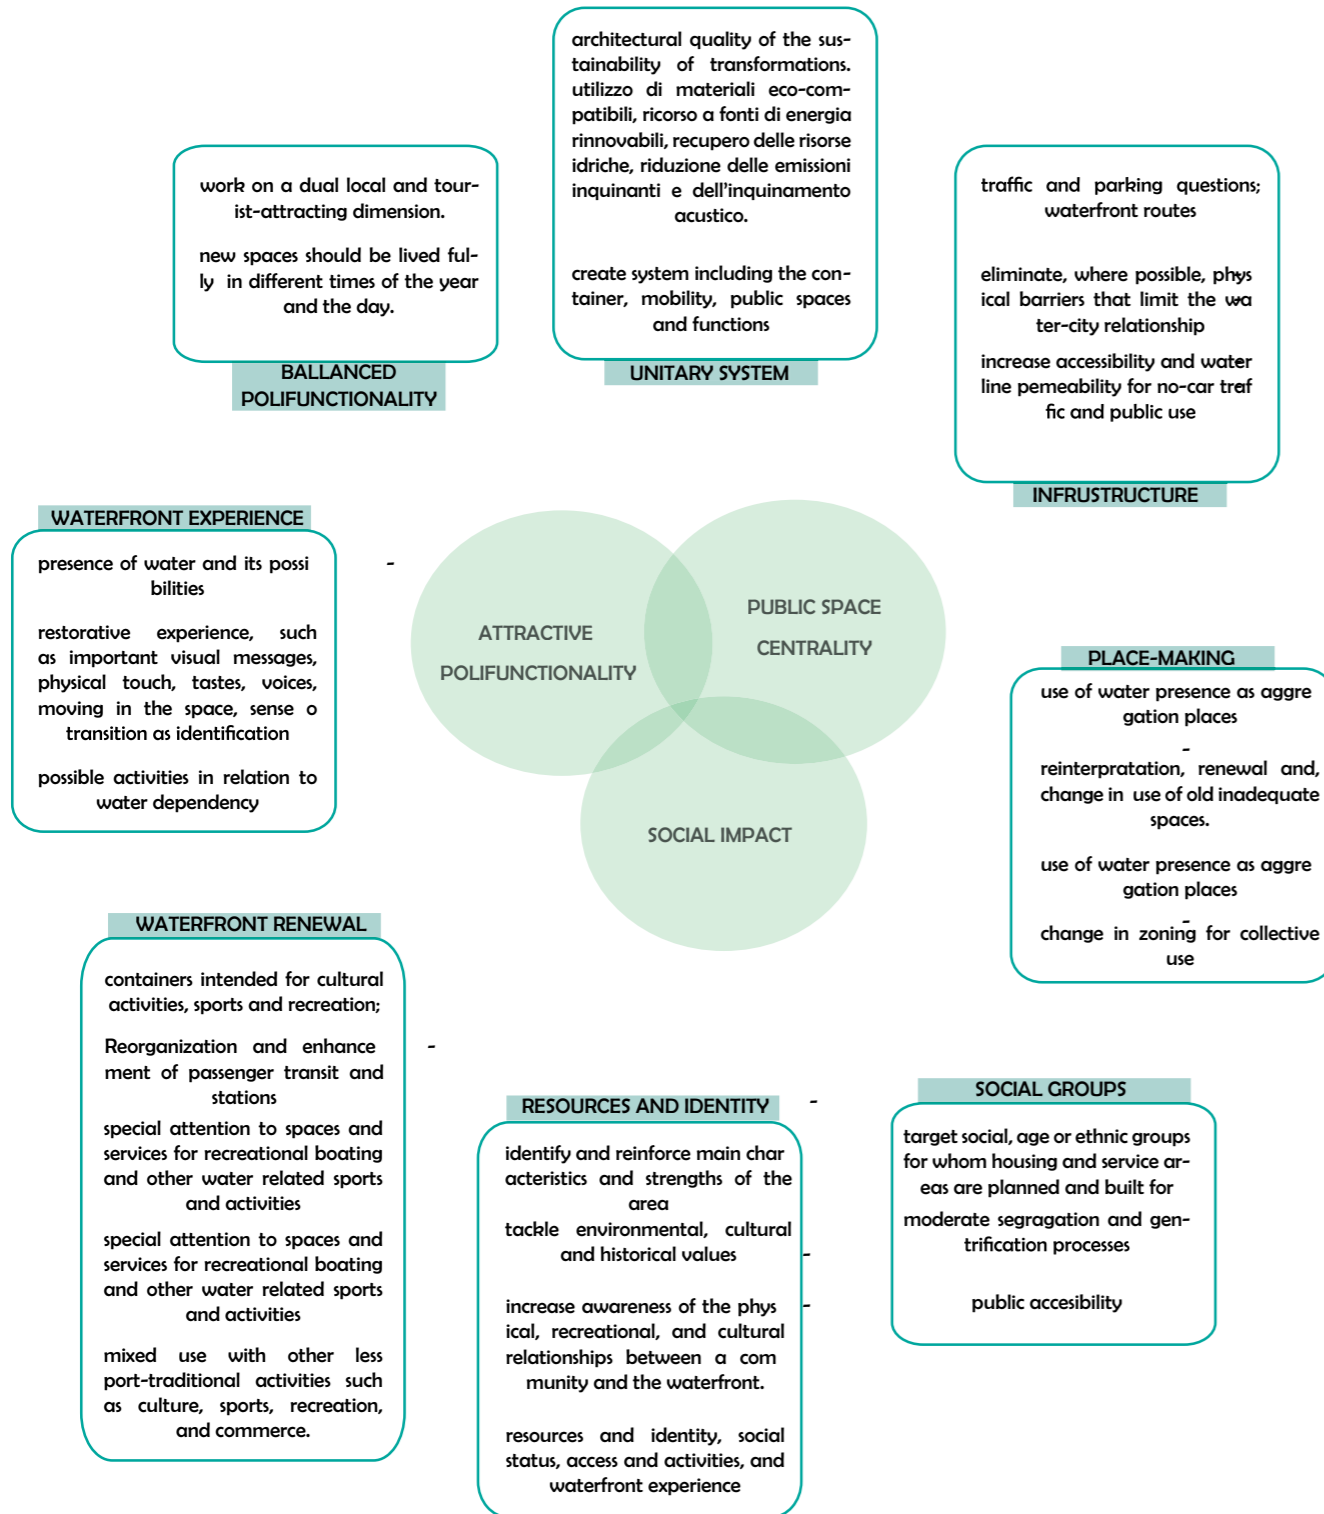 architectural quality of the sus-
tainability of transformations.
utilizzo di materiali eco-com-
patibili, ricorso a fonti di energia
rinnovabili, recupero delle risorse
idriche, riduzione delle emissioni
inquinanti e dell'inquinamento
acustico.
create system including the con-
tainer, mobility, public spaces
and functions
UNITARY SYSTEM
work on a dual local and tour-
ist-attracting dimension.
new spaces should be lived ful-
ly in different times of the year
and the day.
BALLANCED
POLIFUNCTIONALITY
traffic and parking questions;
waterfront routes
eliminate, where possible, phys-
ical barriers that limit the wa-
ter-city relationship
increase accessibility and water-
line pemeability for no-car traf-
fic and public use
INFRUSTRUCTURE
WATERFRONT EXPERIENCE
presence of water and its possi -
bilities
restorative experience, such
as important visual messages,
physical touch, tastes, voices,
moving in the space, sense o
transition as identification
possible activities in relation to
water dependency
ATTRACTIVE
POLIFUNCTIONALITY
PUBLIC SPACE
CENTRALITY
SOCIAL IMPACT
PLACE-MAKING
use of water presence as aggre
gation places
-
reinterpratation, renewal and,
change in use of old inadequate
spaces.
use of water presence as aggre
gation places
-
change in zoning for collective
use
WATERFRONT RENEWAL
containers intended for cultural
activities, sports and recreation;
Reorganization and enhance -
ment of passenger transit and
stations
special attention to spaces and
services for recreational boating
and other water related sports
and activities
special attention to spaces and
services for recreational boating
and other water related sports
and activities
mixed use with other less
port-traditional activities such
as culture, sports, recreation,
and commerce.
RESOURCES AND IDENTITY -
identify and reinforce main char
acteristics and strengths of the
area
tackle environmental, cultural
and historical values -
increase awareness of the phys -
ical, recreational, and cultural
relationships between a com
munity and the waterfront.
resources and identity, social
status, access and activities, and
waterfront experience
SOCIAL GROUPS
target social, age or ethnic groups
for whom housing and service ar-
eas are planned and built for
moderate segragation and gen-
trification processes
public accesibility